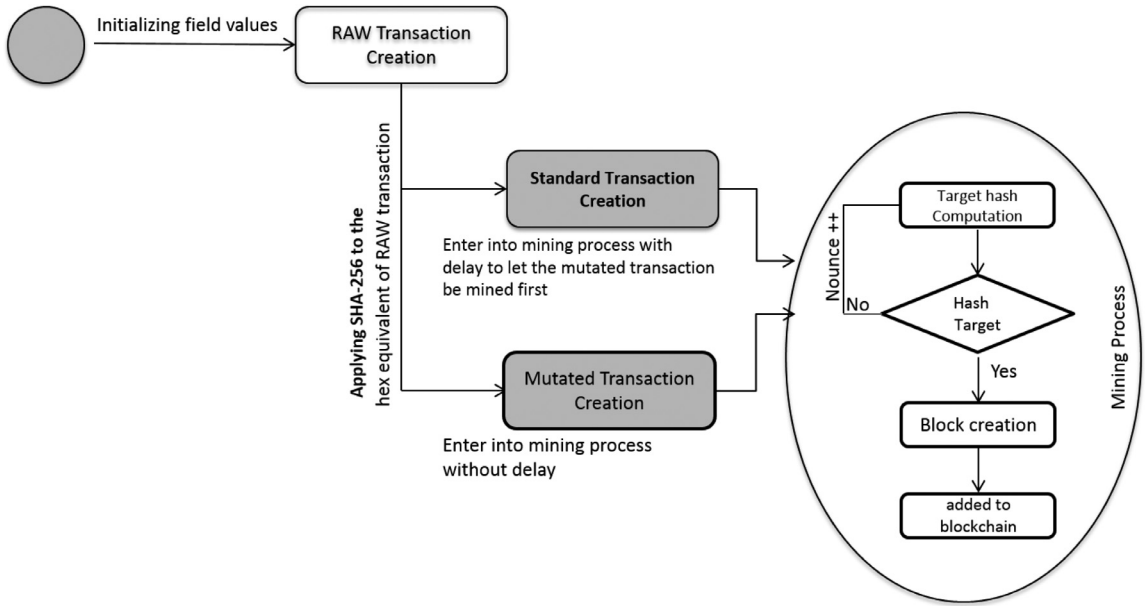 Initializing field values
RAW Transaction
Creation
Applying SHA-256 to the
hex equivalent of RAW transaction
Standard Transaction
Creation
Enter into mining process with
delay to let the mutated transaction
be mined first
Mutated Transaction
Creation
Enter into mining process
without delay
Target hash
Computation
Nounce ++
No
Hash
Target
Yes
Block creation
added to
blockchain
Mining Process